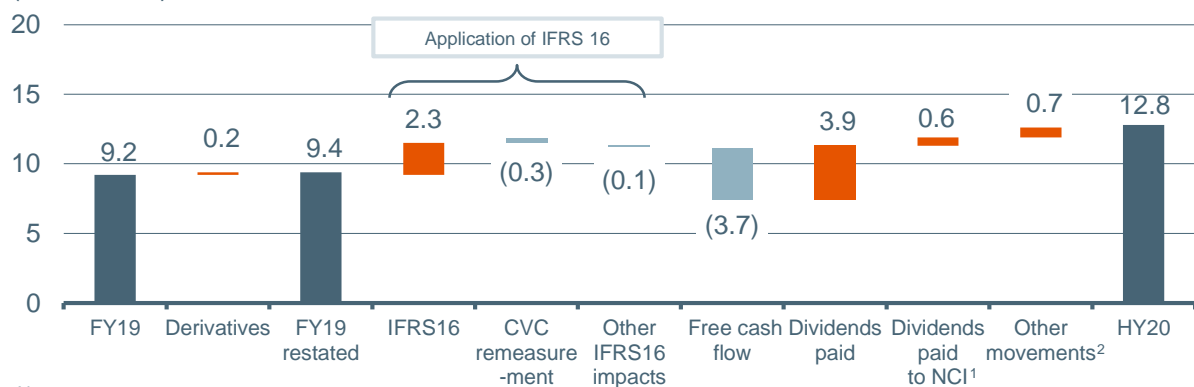 20
Application of IFRS 16
15
10
5
0
9.2
0.2
9.4
2.3
(0.3)
(0.1)
(3.7)
3.9
0.6
0.7
12.8
FY19
Derivatives
FY19
restated
IFRS16
CVC
remeasure
-ment
Other
IFRS16
impacts
Free cash
flow
Dividends
paid
Dividends
paid
to NCI¹
Other
movements²
HY20